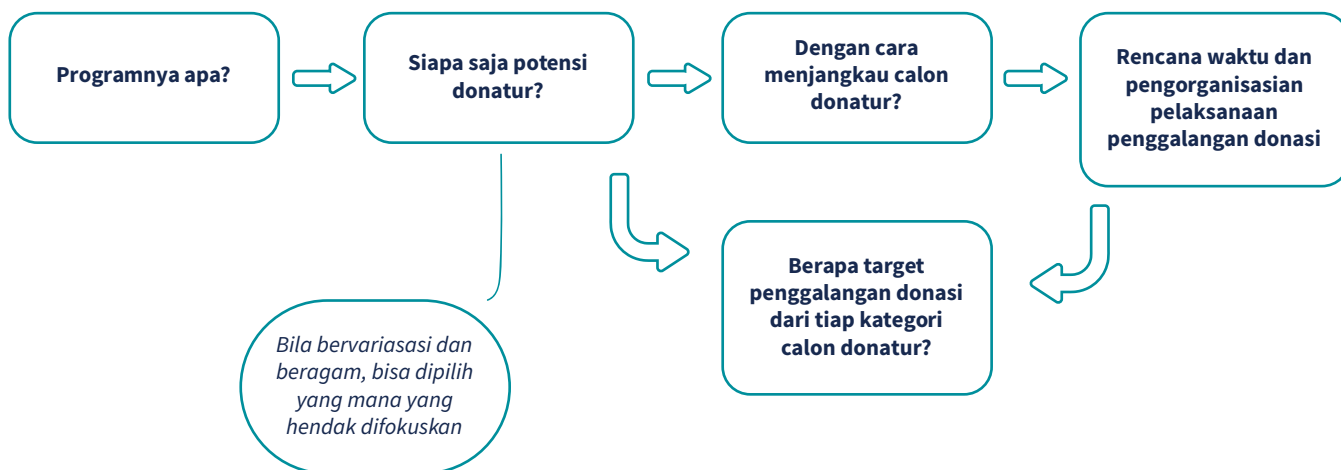 Programnya apa?
Siapa saja potensi
donatur?
Dengan cara
menjangkau calon
donatur?
Rencana waktu dan
pengorganisasian
pelaksanaan
penggalangan donasi
Berapa target
penggalangan donasi
dari tiap kategori
calon donatur?
Bila bervariasasi dan
beragam, bisa dipilih
yang mana yang
hendak difokuskan